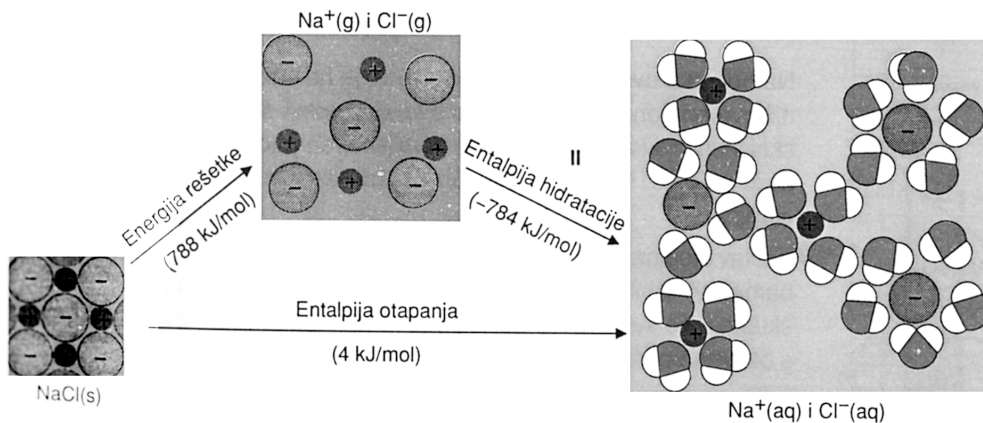 Na⁺(g) i Cl⁻(g)
Energija rešetke
(788 kJ/mol)
II
Entalpija hidratacije
(–784 kJ/mol)
Entalpija otapanja
(4 kJ/mol)
NaCl(s)
Na⁺(aq) i Cl⁻(aq)